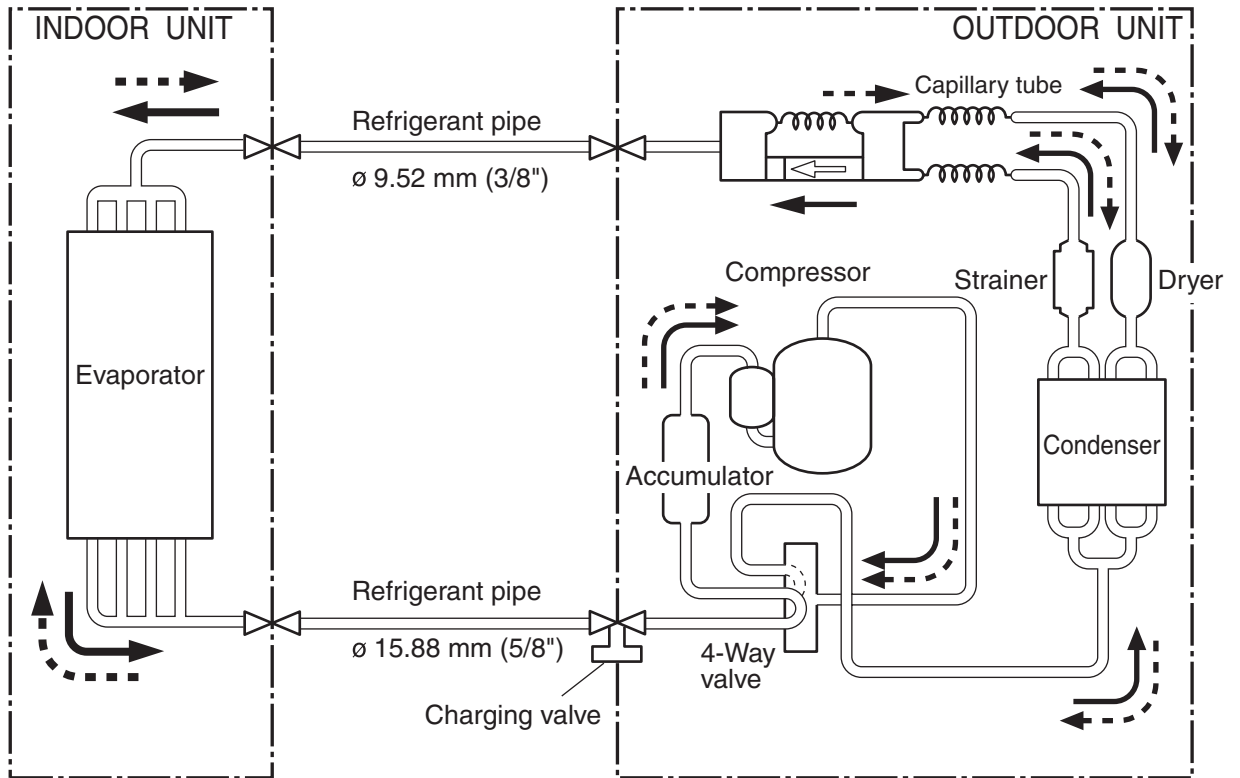 INDOOR UNIT
OUTDOOR UNIT
Capillary tube
Refrigerant pipe
ø 9.52 mm (3/8")
Compressor
Strainer
Dryer
Evaporator
Condenser
Accumulator
Refrigerant pipe
ø 15.88 mm (5/8")
4-Way
valve
Charging valve